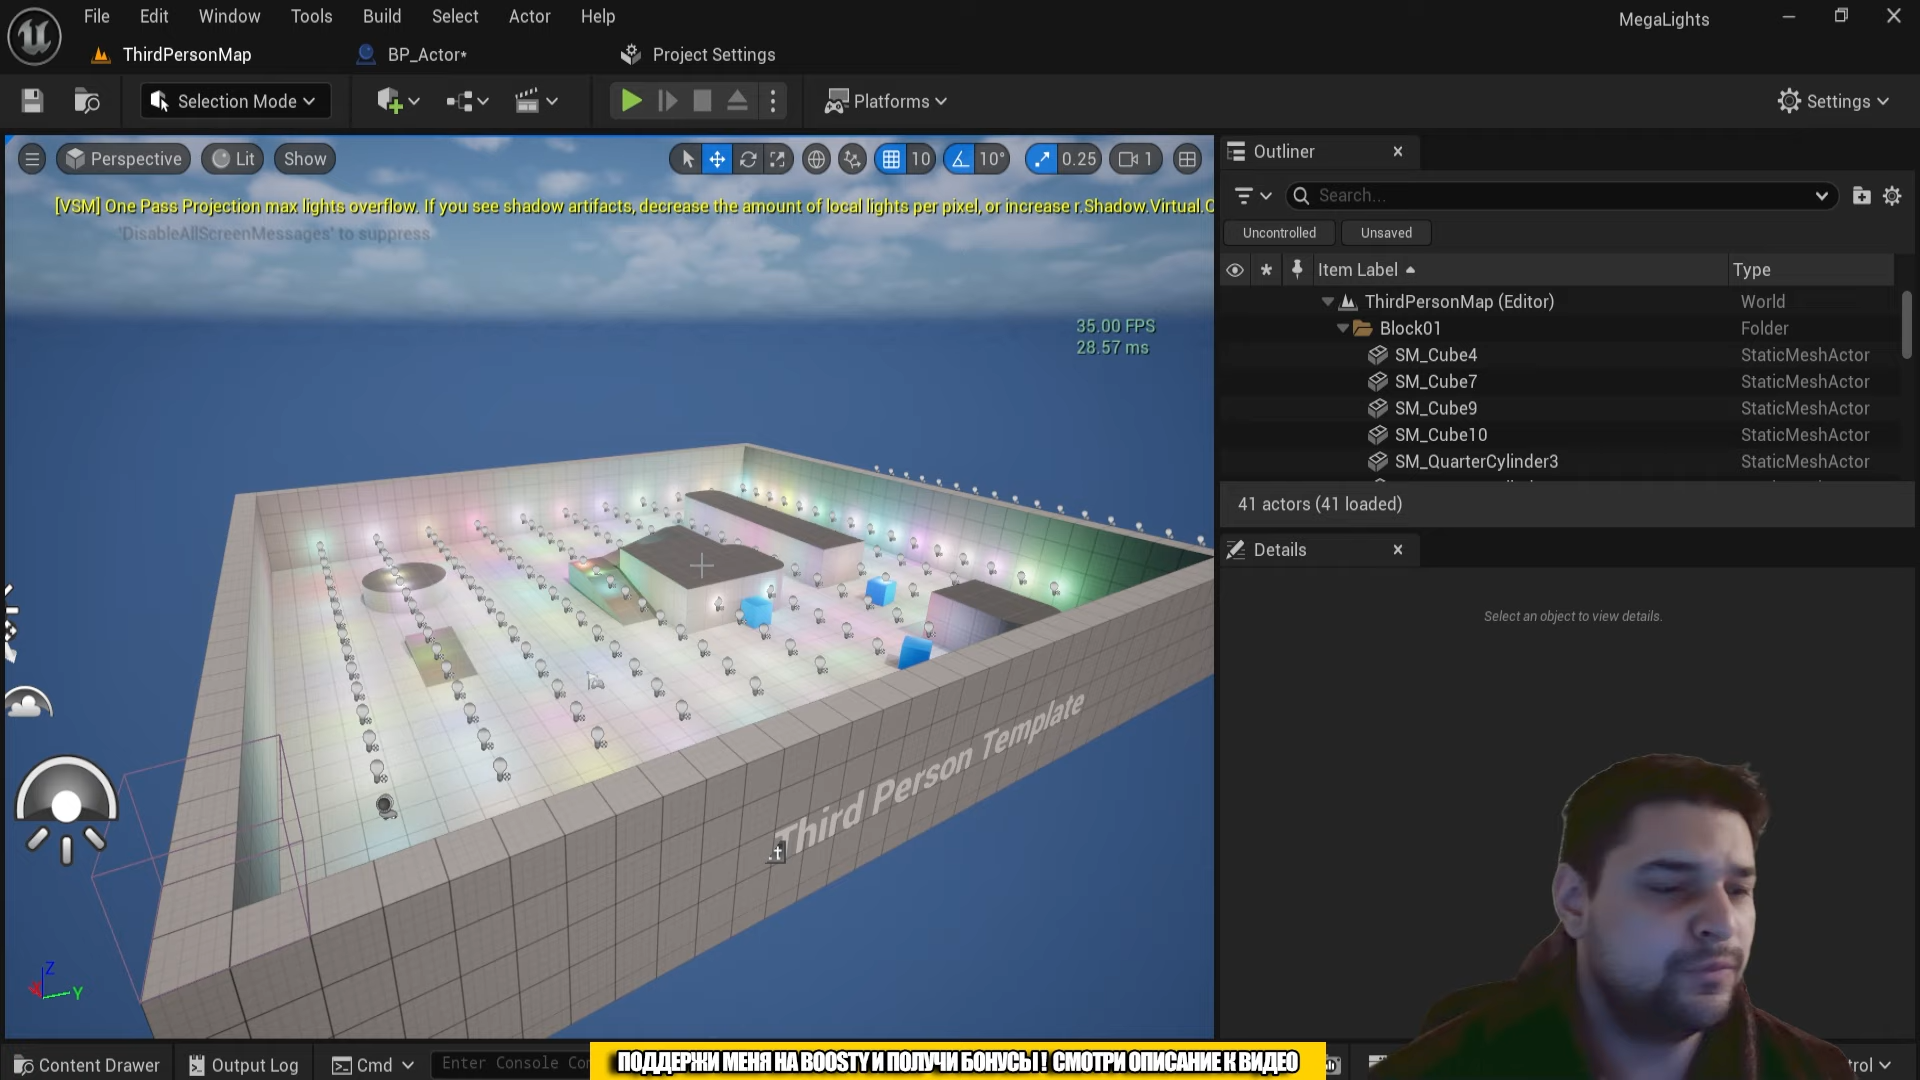 File Edit Window Tools Build Select Actor Help
MegaLights
ThirdPersonMap
BP_Actor*
Project Settings
Selection Mode
Platforms
Settings
Perspective
Lit
Show
10
10°
0.25
1
[VSM] One Pass Projection max lights overflow. If you see shadow artifacts, decrease the amount of local lights per pixel, or increase r.Shadow.Virtual.O
'DisableAllScreenMessages' to suppress
35.00 FPS
28.57 ms
Third Person Template
Z
Y
Outliner
Search...
Uncontrolled
Unsaved
Item Label
Type
ThirdPersonMap (Editor) World
Block01 Folder
SM_Cube4 StaticMeshActor
SM_Cube7 StaticMeshActor
SM_Cube9 StaticMeshActor
SM_Cube10 StaticMeshActor
SM_QuarterCylinder3 StaticMeshActor
41 actors (41 loaded)
Details
Select an object to view details.
Content Drawer
Output Log
Cmd
Enter Console Co
ПОДДЕРЖИ МЕНЯ НА BOOSTY И ПОЛУЧИ БОНУСЫ! СМОТРИ ОПИСАНИЕ К ВИДЕО